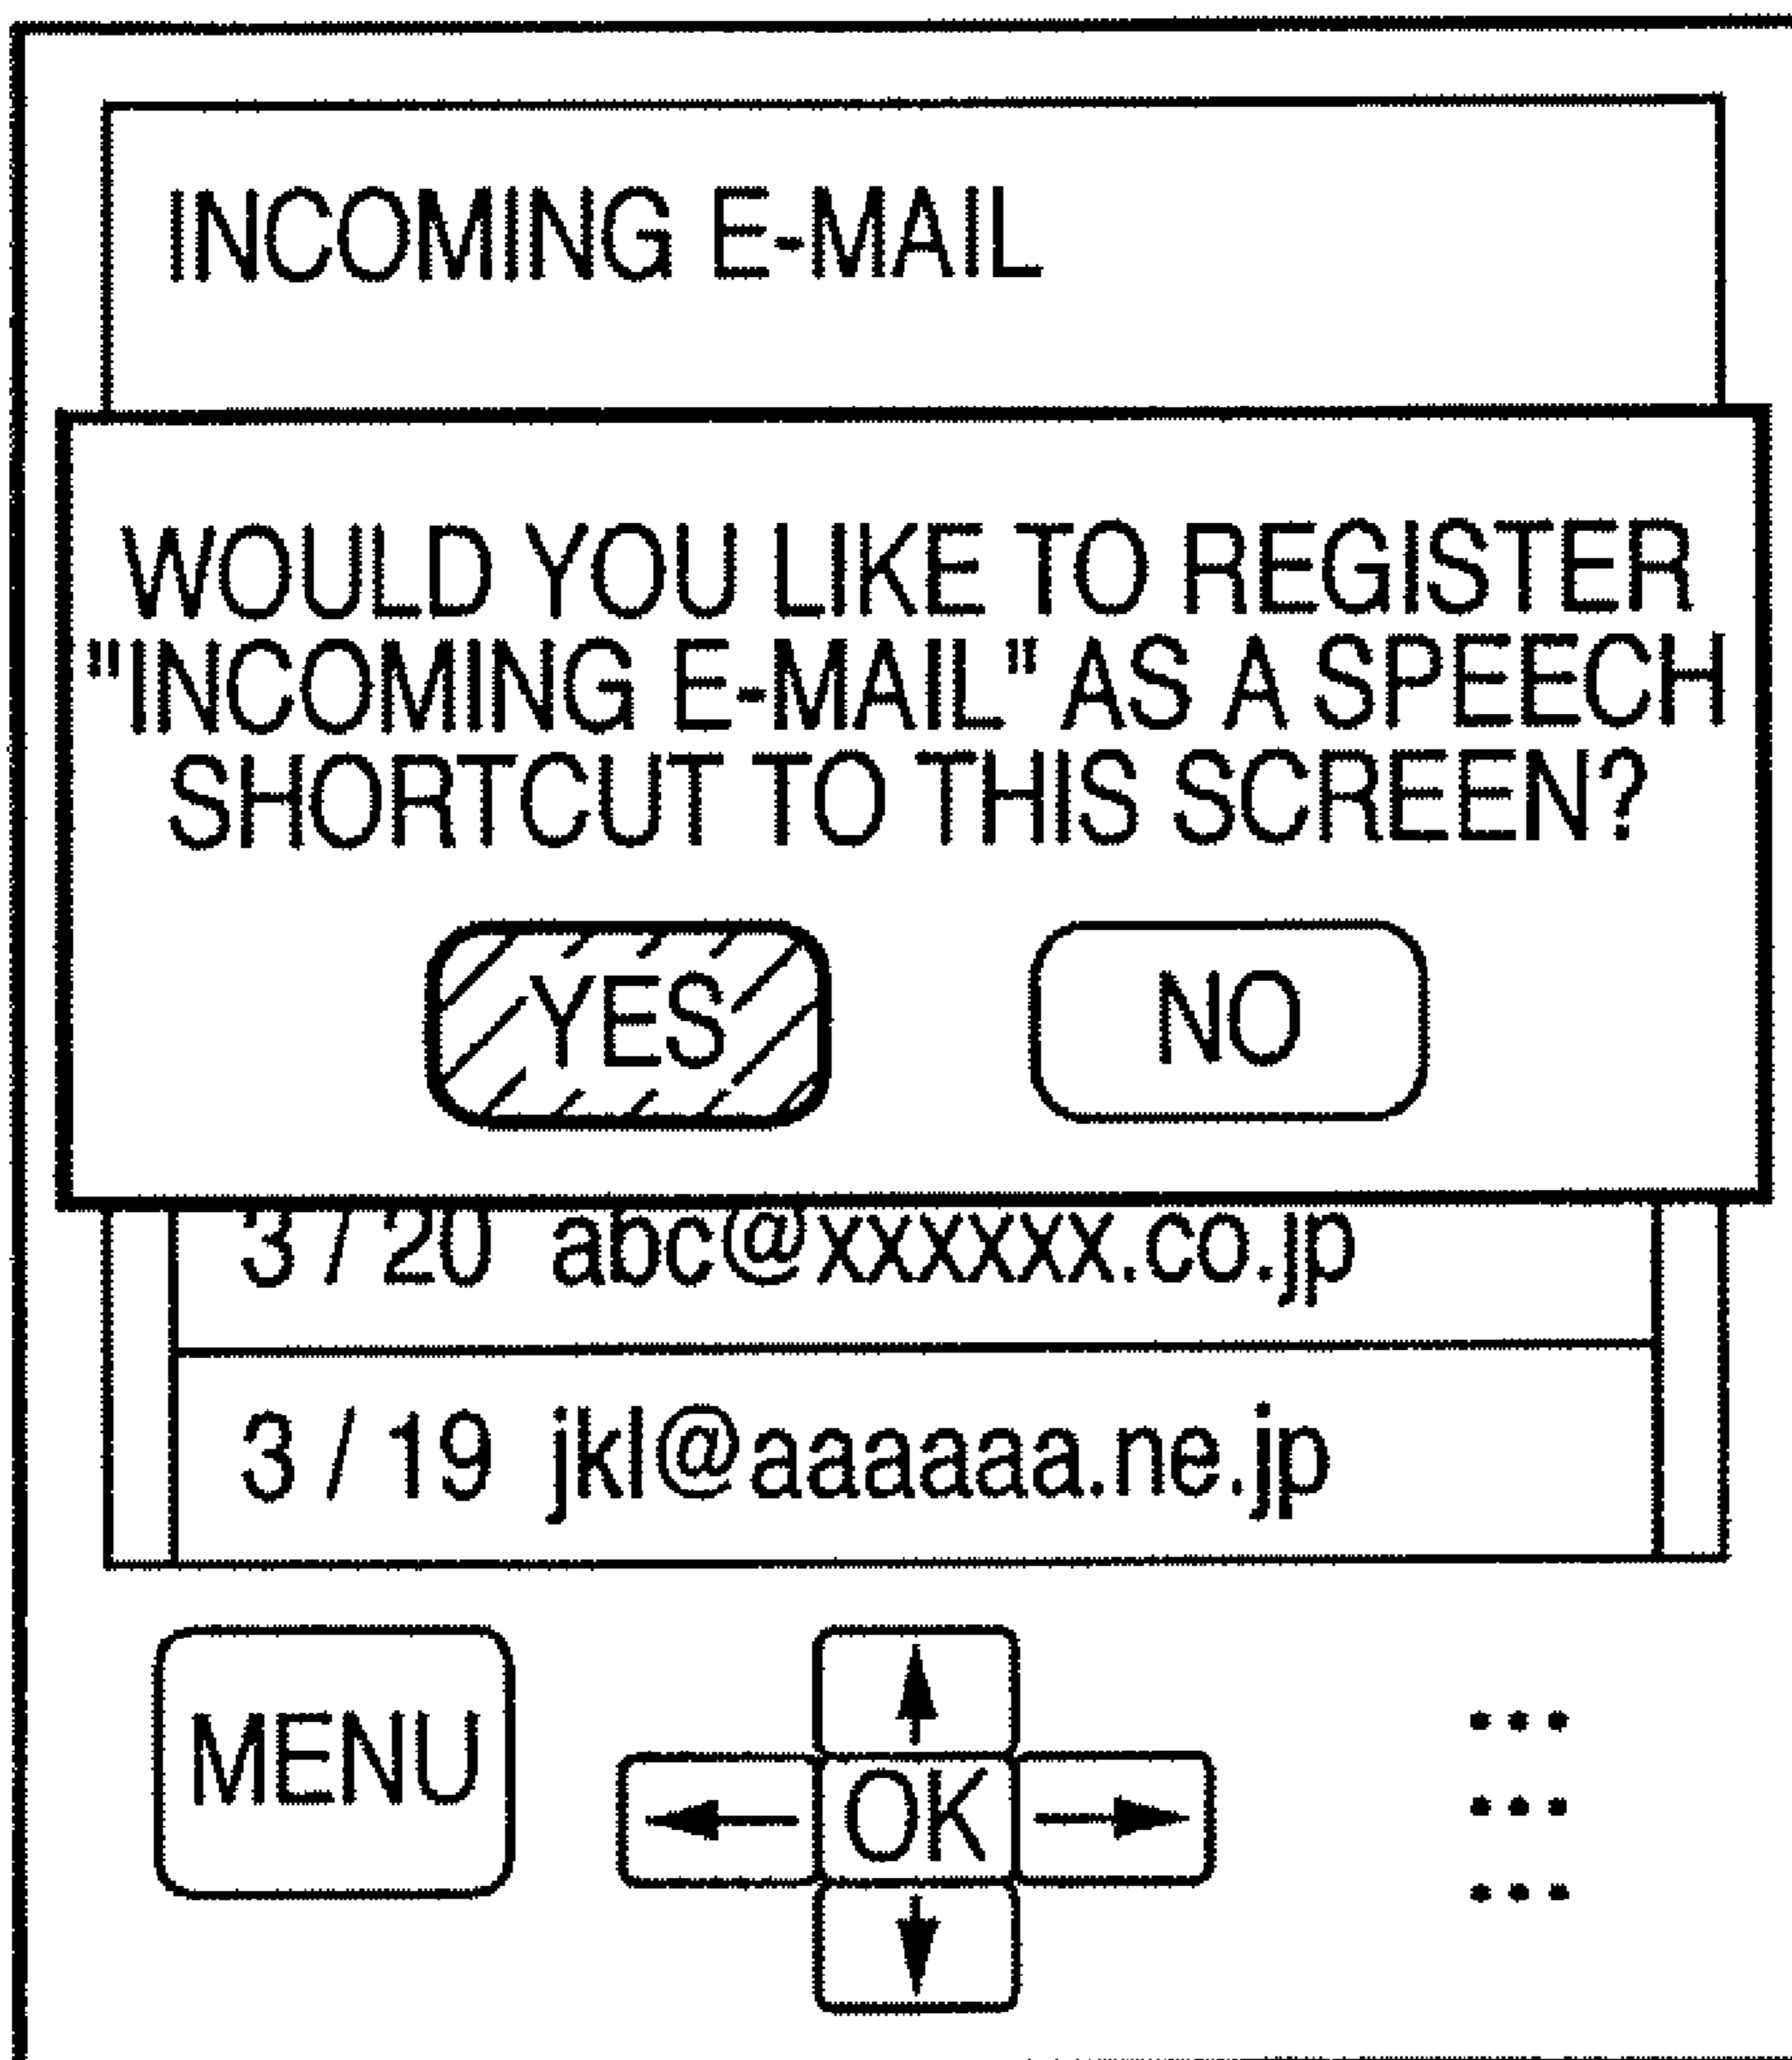 INCOMING E-MAIL
WOULD YOU LIKE TO REGISTER
"INCOMING E-MAIL" AS A SPEECH
SHORTCUT TO THIS SCREEN?
YES NO
3 / 20 abc@xxxxxx.co.jp
3 / 19 jkl@aaaaaa.ne.jp
MENU
OK